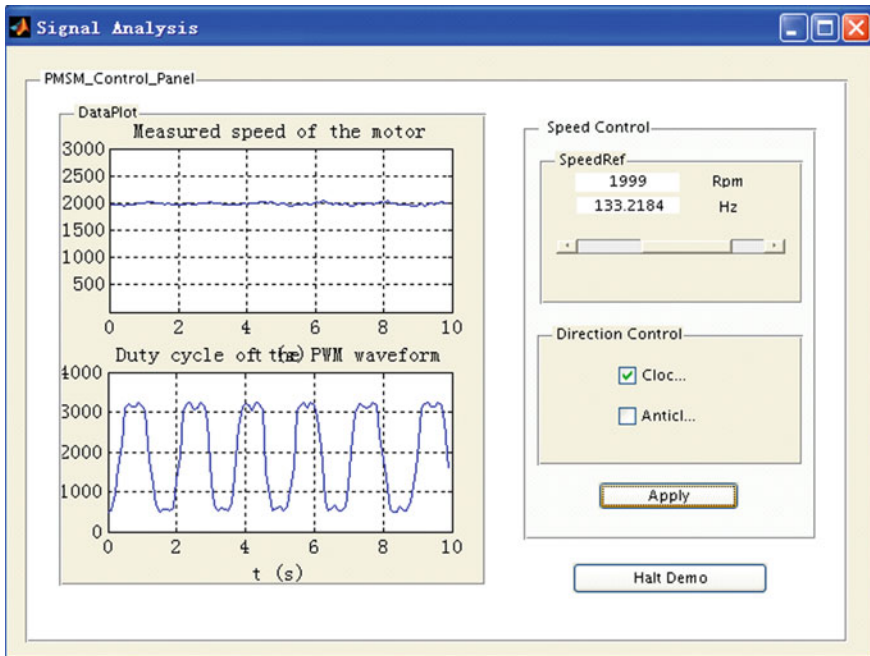 Signal Analysis
PMSM_Control_Panel
DataPlot
Measured speed of the motor
3000
2500
2000
1500
1000
500
0 2 4 6 8 10
Duty cycle of the PWM waveform
4000
3000
2000
1000
0
0 2 4 6 8 10
t (s)
Speed Control
SpeedRef
1999 Rpm
133.2184 Hz
Direction Control
Cloc...
Anticl...
Apply
Halt Demo